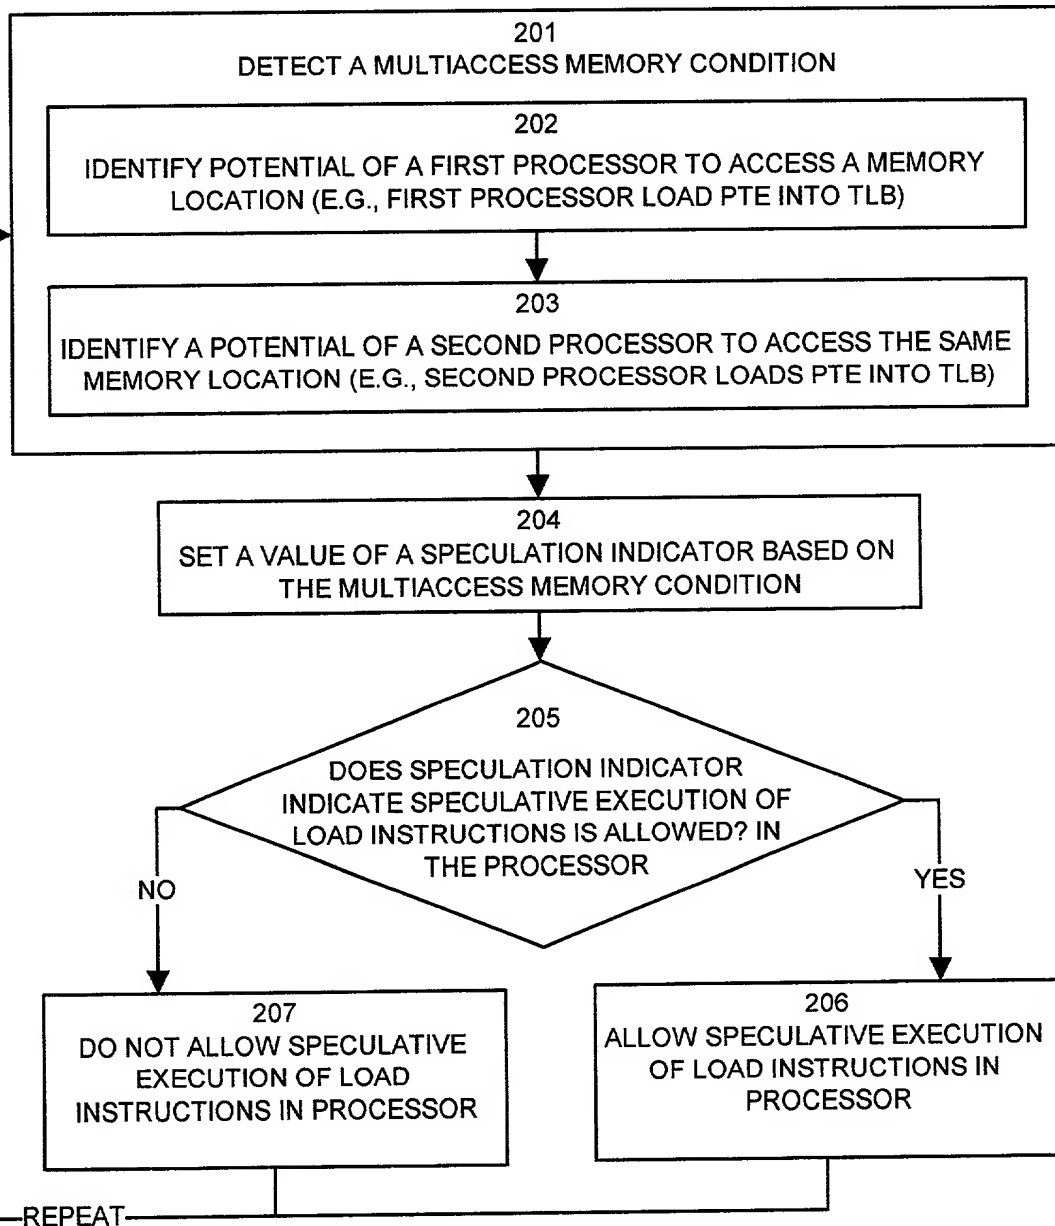 201
DETECT A MULTIACCESS MEMORY CONDITION
202
IDENTIFY POTENTIAL OF A FIRST PROCESSOR TO ACCESS A MEMORY
LOCATION (E.G., FIRST PROCESSOR LOAD PTE INTO TLB)
203
IDENTIFY A POTENTIAL OF A SECOND PROCESSOR TO ACCESS THE SAME
MEMORY LOCATION (E.G., SECOND PROCESSOR LOADS PTE INTO TLB)
204
SET A VALUE OF A SPECULATION INDICATOR BASED ON
THE MULTIACCESS MEMORY CONDITION
205
DOES SPECULATION INDICATOR
INDICATE SPECULATIVE EXECUTION OF
LOAD INSTRUCTIONS IS ALLOWED? IN
THE PROCESSOR
NO
YES
207
DO NOT ALLOW SPECULATIVE
EXECUTION OF LOAD
INSTRUCTIONS IN PROCESSOR
206
ALLOW SPECULATIVE EXECUTION
OF LOAD INSTRUCTIONS IN
PROCESSOR
REPEAT